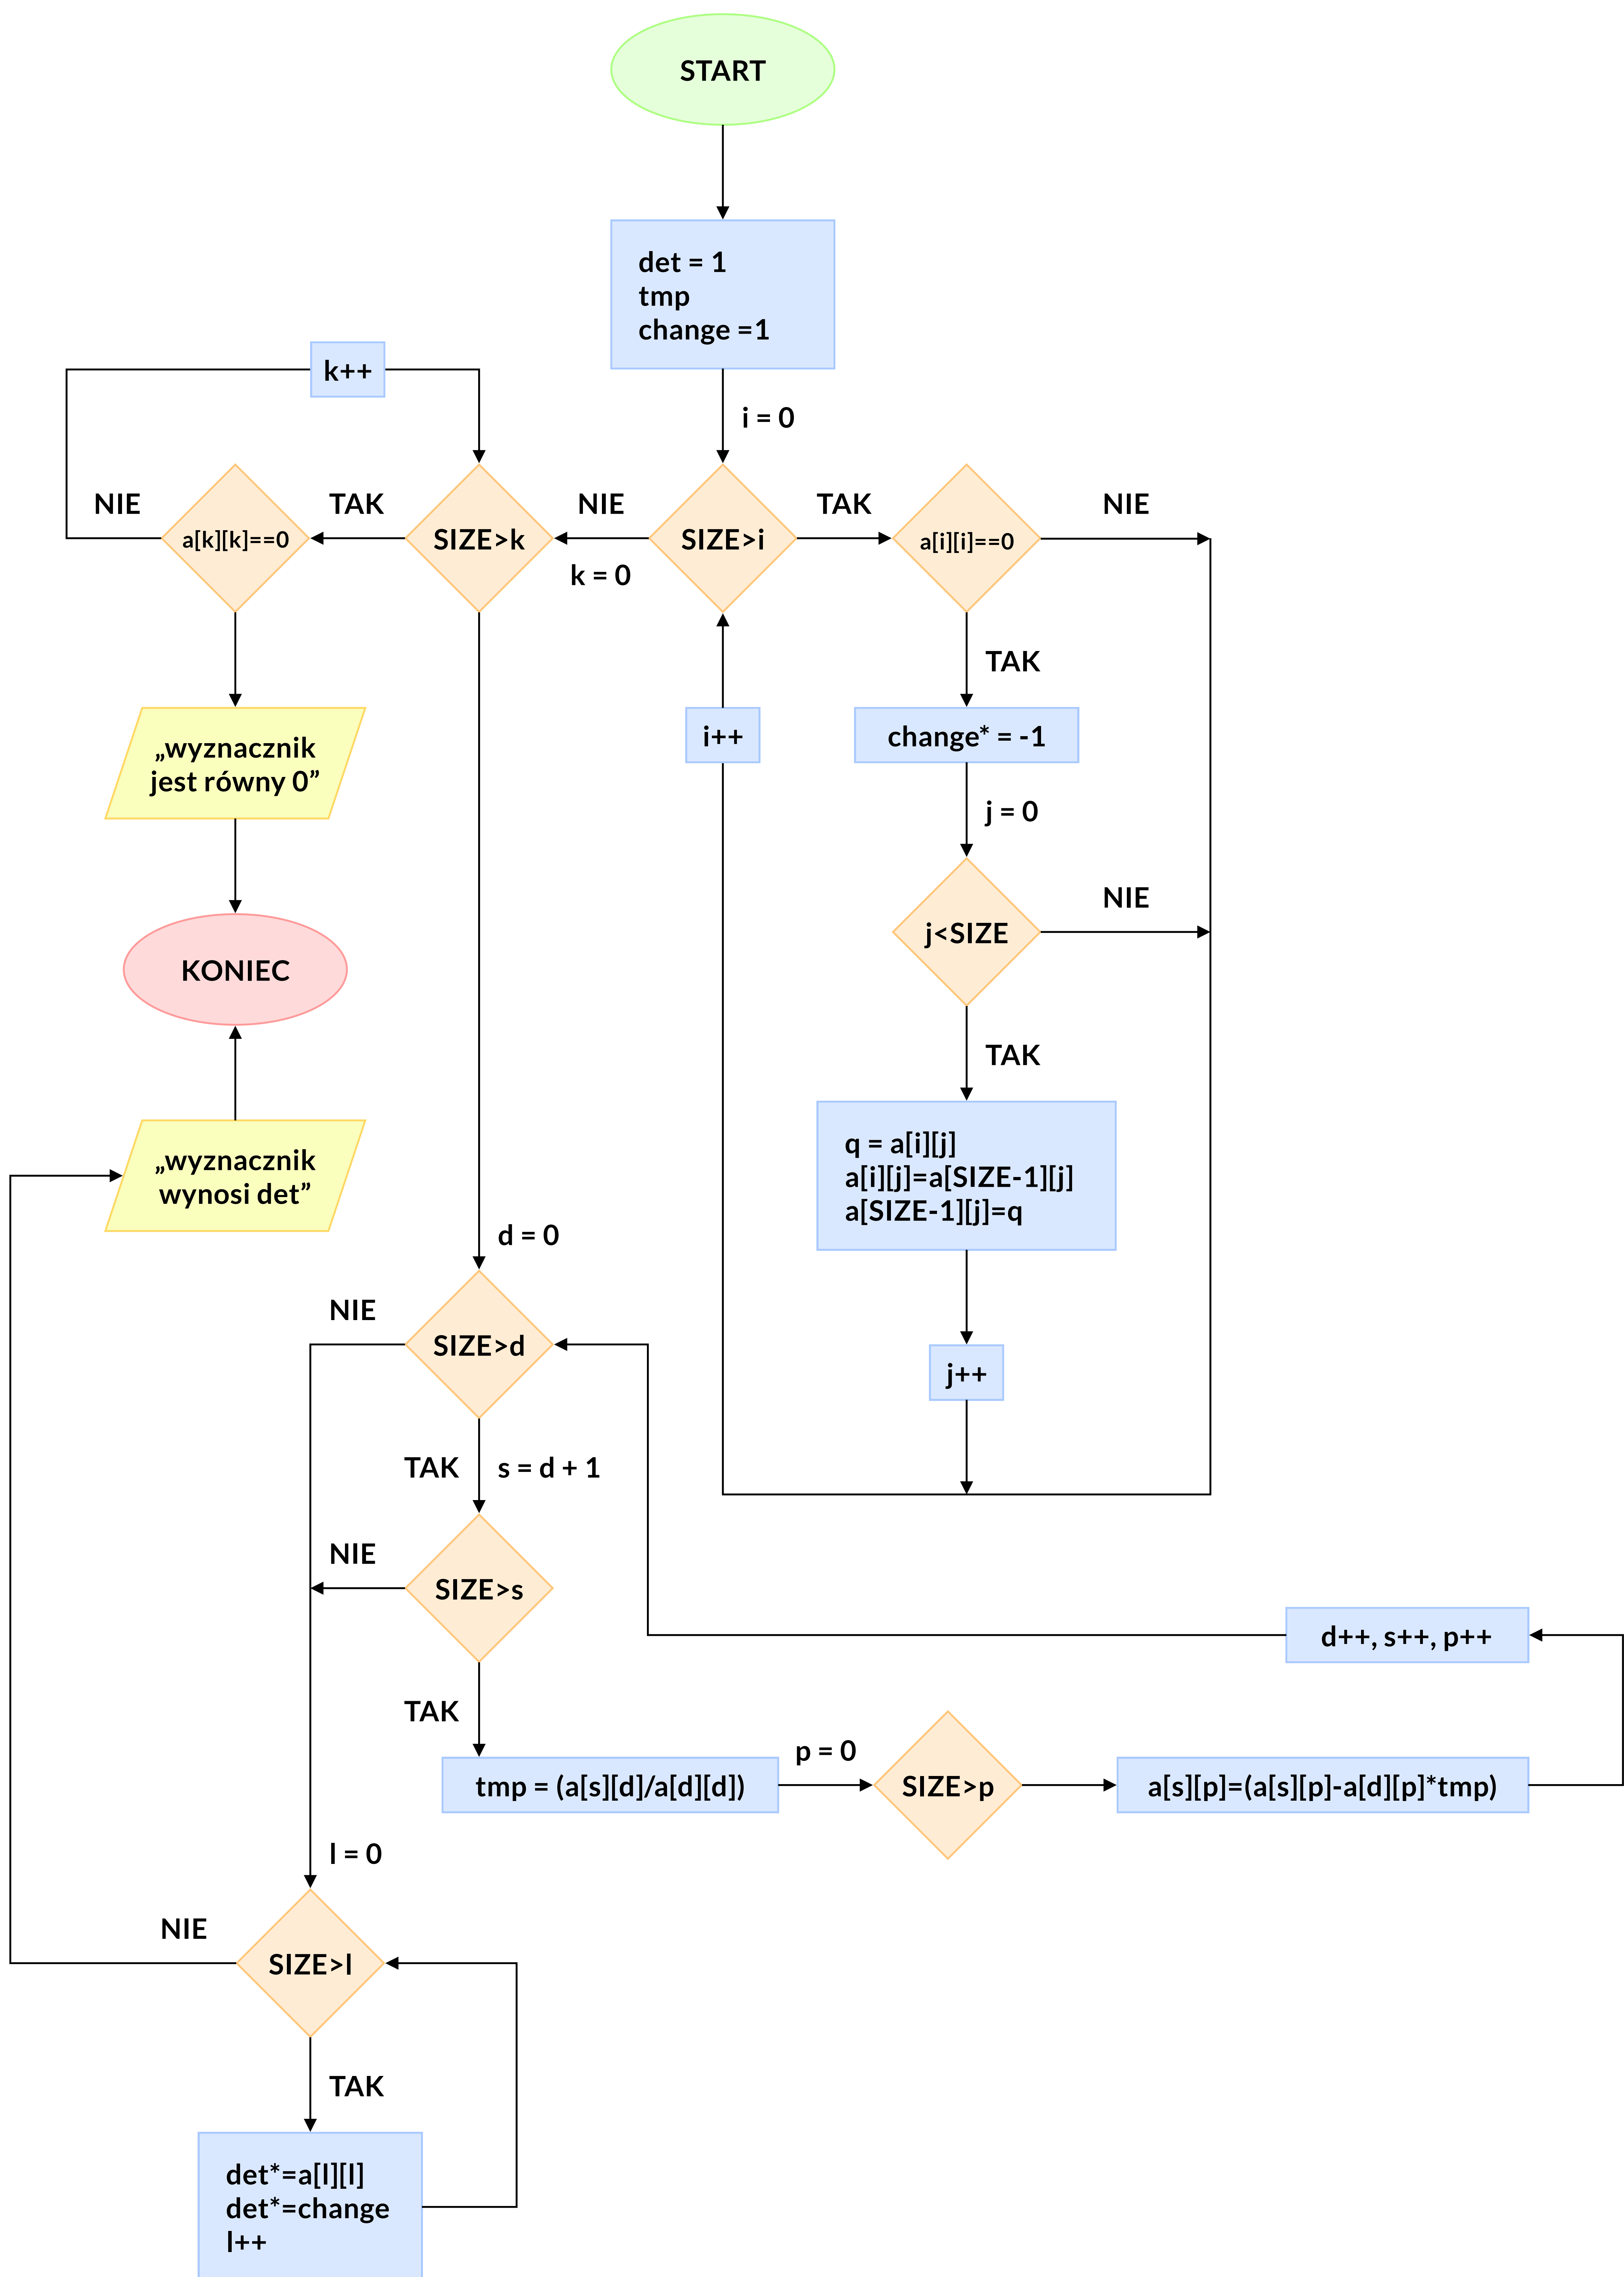 START
det = 1
tmp
change =1
k++
i = 0
NIE
a[k][k]==0
TAK
SIZE>k
NIE
k = 0
SIZE>i
TAK
a[i][i]==0
NIE
TAK
„wyznacznik
jest równy 0”
i++
change* = -1
j = 0
j<SIZE
NIE
KONIEC
TAK
q = a[i][j]
a[i][j]=a[SIZE-1][j]
a[SIZE-1][j]=q
„wyznacznik
wynosi det”
d = 0
NIE
SIZE>d
j++
TAK
s = d + 1
NIE
SIZE>s
d++, s++, p++
TAK
tmp = (a[s][d]/a[d][d])
p = 0
SIZE>p
a[s][p]=(a[s][p]-a[d][p]*tmp)
l = 0
NIE
SIZE>l
TAK
det*=a[l][l]
det*=change
l++